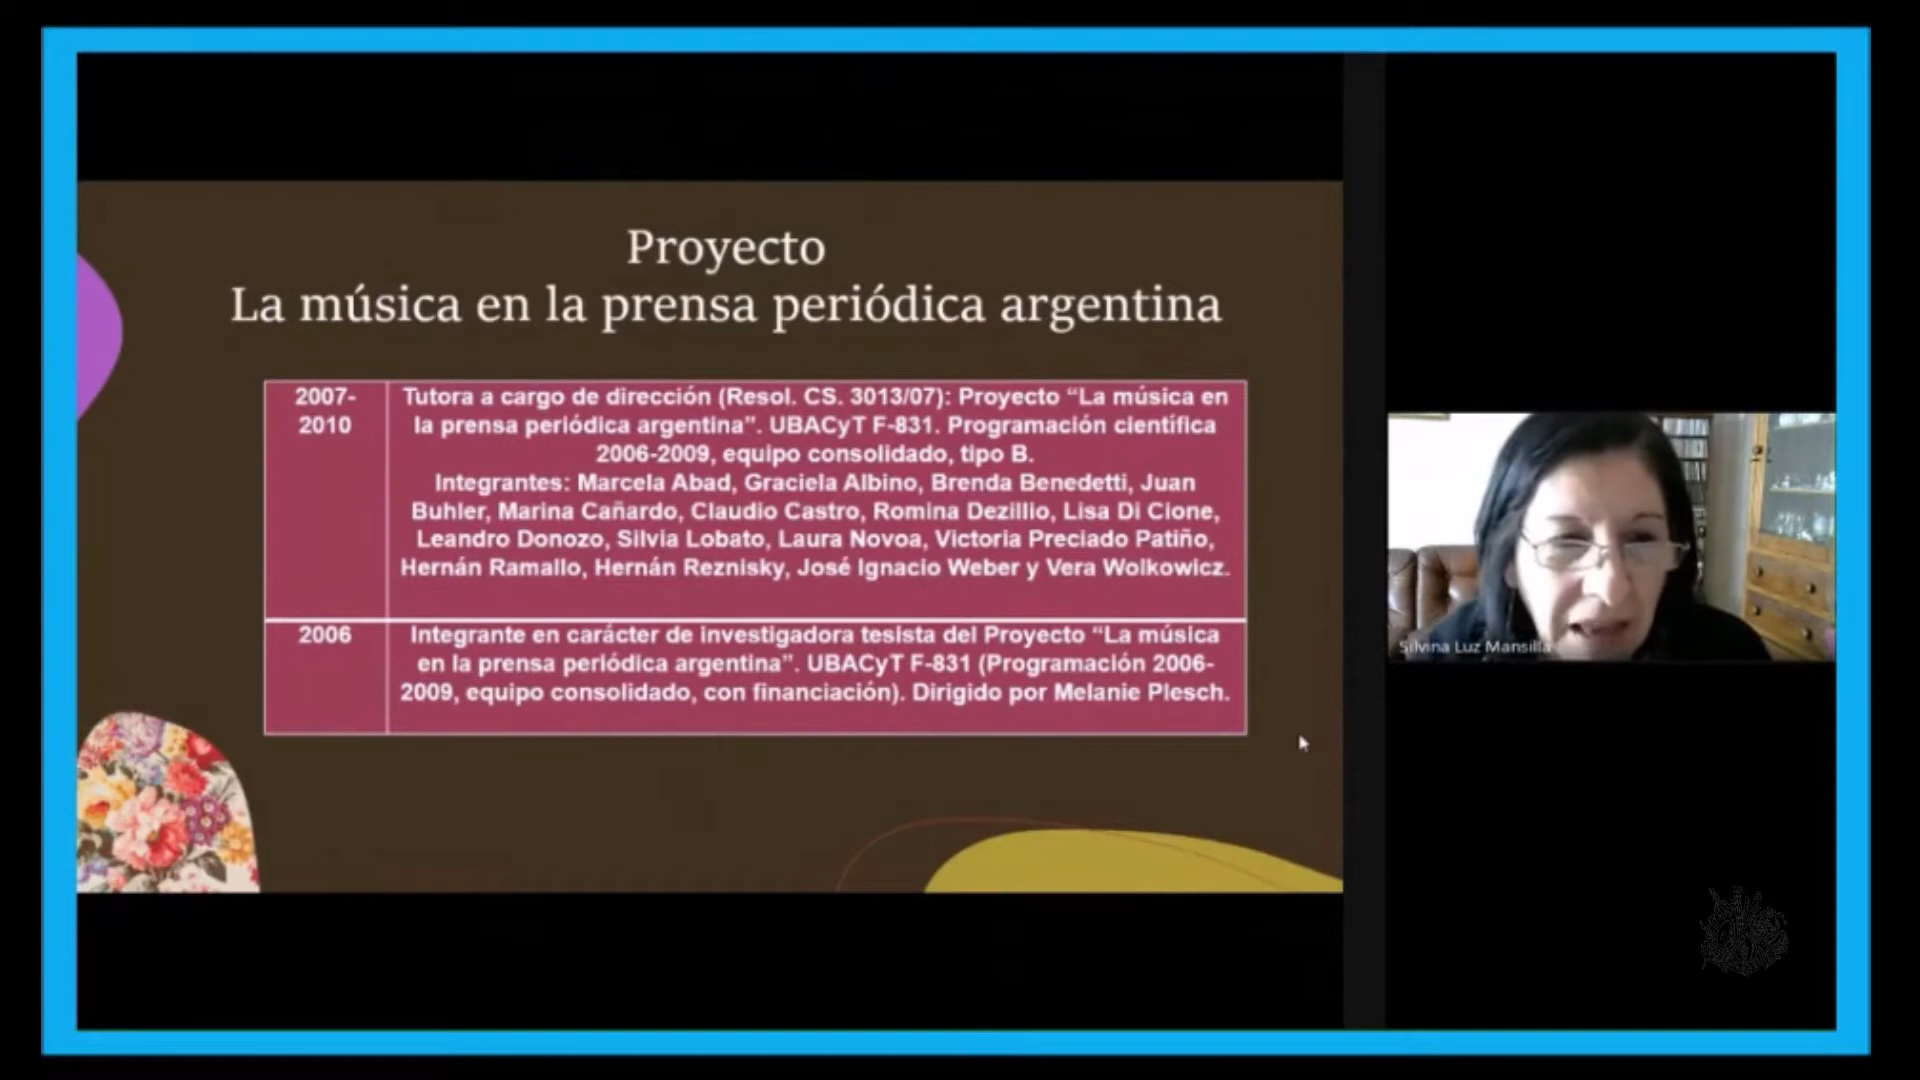 Proyecto
La música en la prensa periódica argentina
2007-
2010
Tutora a cargo de dirección (Resol. CS. 3013/07): Proyecto “La música en
la prensa periódica argentina”. UBACyT F-831. Programación científica
2006-2009, equipo consolidado, tipo B.
Integrantes: Marcela Abad, Graciela Albino, Brenda Benedetti, Juan
Buhler, Marina Cañardo, Claudio Castro, Romina Dezillio, Lisa Di Cione,
Leandro Donozo, Silvia Lobato, Laura Novoa, Victoria Preciado Patiño,
Hernán Ramallo, Hernán Reznisky, José Ignacio Weber y Vera Wolkowicz.
2006
Integrante en carácter de investigadora tesista del Proyecto “La música
en la prensa periódica argentina”. UBACyT F-831 (Programación 2006-
2009, equipo consolidado, con financiación). Dirigido por Melanie Plesch.
Silvina Luz Mansilla